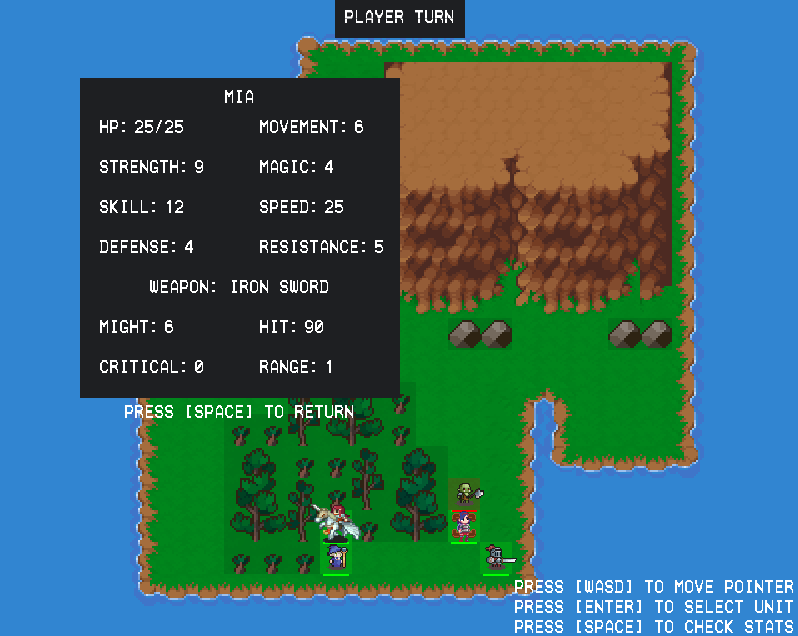 PLAYER TURN
MIA
HP: 25/25 MOVEMENT: 6
STRENGTH: 9 MAGIC: 4
SKILL: 12 SPEED: 25
DEFENSE: 4 RESISTANCE: 5
WEAPON: IRON SWORD
MIGHT: 6 HIT: 90
CRITICAL: 0 RANGE: 1
PRESS [SPACE] TO RETURN
PRESS [WASD] TO MOVE POINTER
PRESS [ENTER] TO SELECT UNIT
PRESS [SPACE] TO CHECK STATS